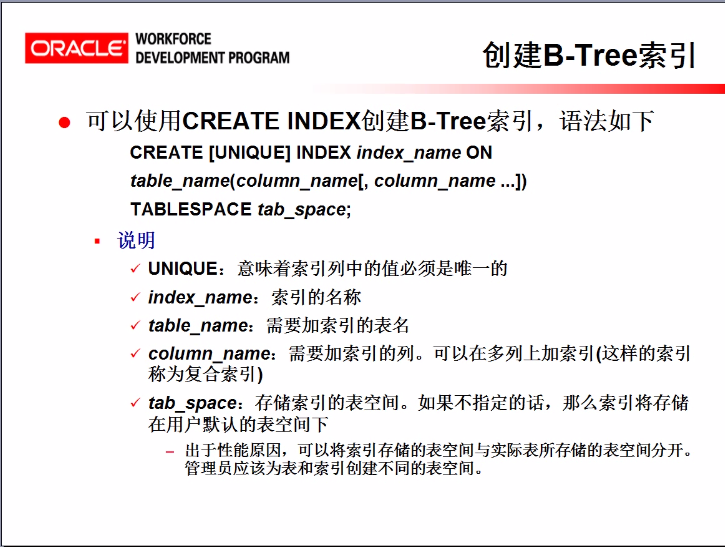 ORACLE WORKFORCE
DEVELOPMENT PROGRAM
创建B-Tree索引
可以使用CREATE INDEX创建B-Tree索引，语法如下
CREATE [UNIQUE] INDEX index_name ON
table_name(column_name[, column_name ...])
TABLESPACE tab_space;
说明
UNIQUE：意味着索引列中的值必须是唯一的
index_name：索引的名称
table_name：需要加索引的表名
column_name：需要加索引的列。可以在多列上加索引(这样的索引
称为复合索引)
tab_space：存储索引的表空间。如果不指定的话，那么索引将存储
在用户默认的表空间下
– 出于性能原因，可以将索引存储的表空间与实际表所存储的表空间分开。
管理员应该为表和索引创建不同的表空间。